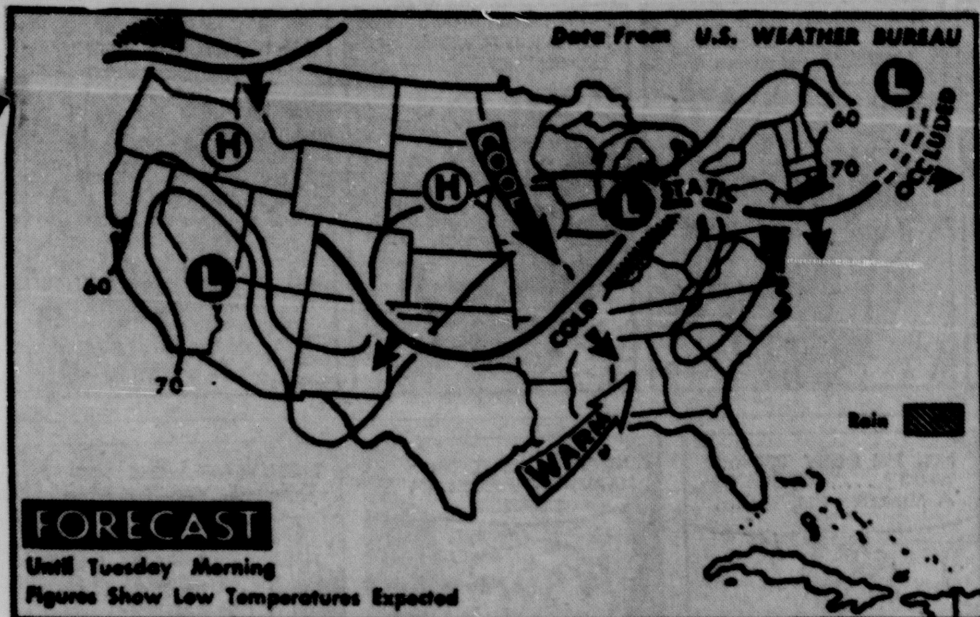 Data From U.S. WEATHER BUREAU
L
OCCLUDED
60
H
COOL
70
H
L
STATIC
L
60
COLD
70
Rain
WARM
FORECAST
Until Tuesday Morning
Figures Show Low Temperatures Expected